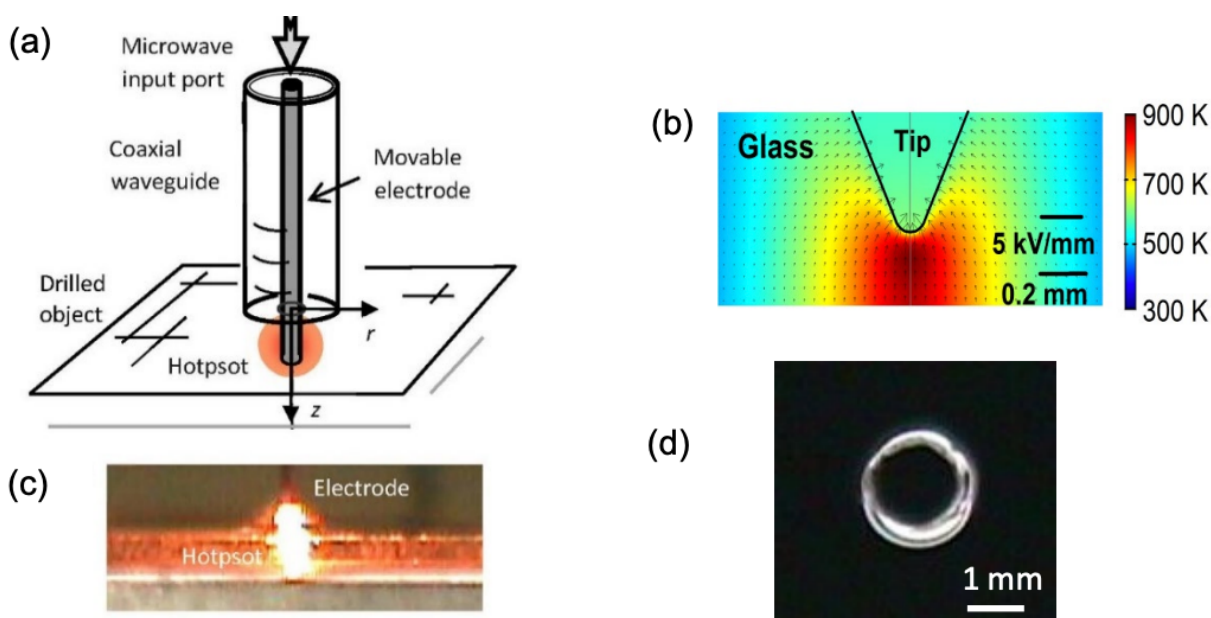 (a)
Microwave
input port
Coaxial
waveguide
Movable
electrode
Drilled
object
r
Hotpsot
z
(b)
Glass
Tip
5 kV/mm
0.2 mm
900 K
700 K
500 K
300 K
(c)
Electrode
Hotpsot
(d)
1 mm